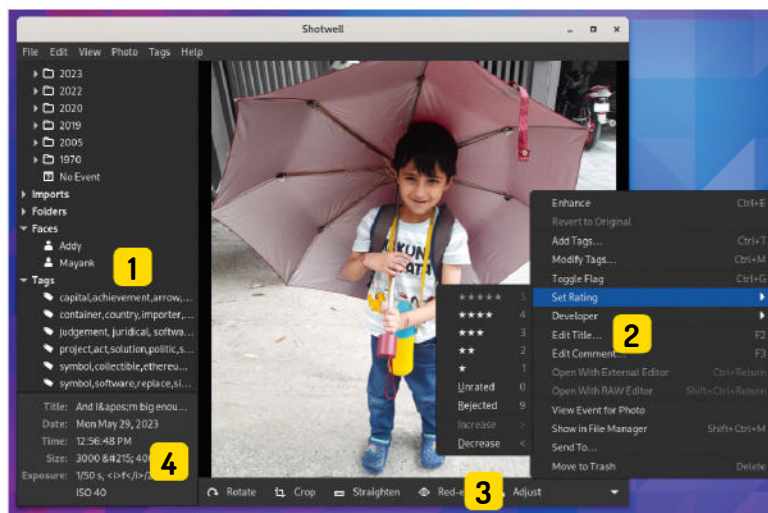 Shotwell
File Edit View Photo Tags Help
2023
2022
2020
2019
2005
1970
No Event
Imports
Folders
Faces
Addy
Mayank
1
Tags
capital,achievement,arrow,...
container,country,importer,...
judgement, juridical, softwa...
project,act,solution,politic,s...
symbol,collectible,ethereu...
symbol,software,replace,si...
Title: And I&apos;m big enou...
Date: Mon May 29, 2023
Time: 12:56:48 PM
Size: 3000 &#215; 400
Exposure: 1/50 s, <i>f</i>/2
ISO 40
4
Enhance Ctrl+E
Revert to Original
Add Tags... Ctrl+T
Modify Tags... Ctrl+M
Toggle Flag Ctrl+G
Set Rating
Developer
Edit Title... F2
Edit Comment... F3
Open With External Editor Ctrl+Return
Open With RAW Editor Shift+Ctrl+Return
View Event for Photo
Show in File Manager Shift+Ctrl+M
Send To...
Move to Trash Delete
2
★★★★★ 5
★★★★ 4
★★★ 3
★★ 2
★ 1
Unrated 0
Rejected 9
Increase >
Decrease <
Rotate Crop Straighten Red-e Adjust
3